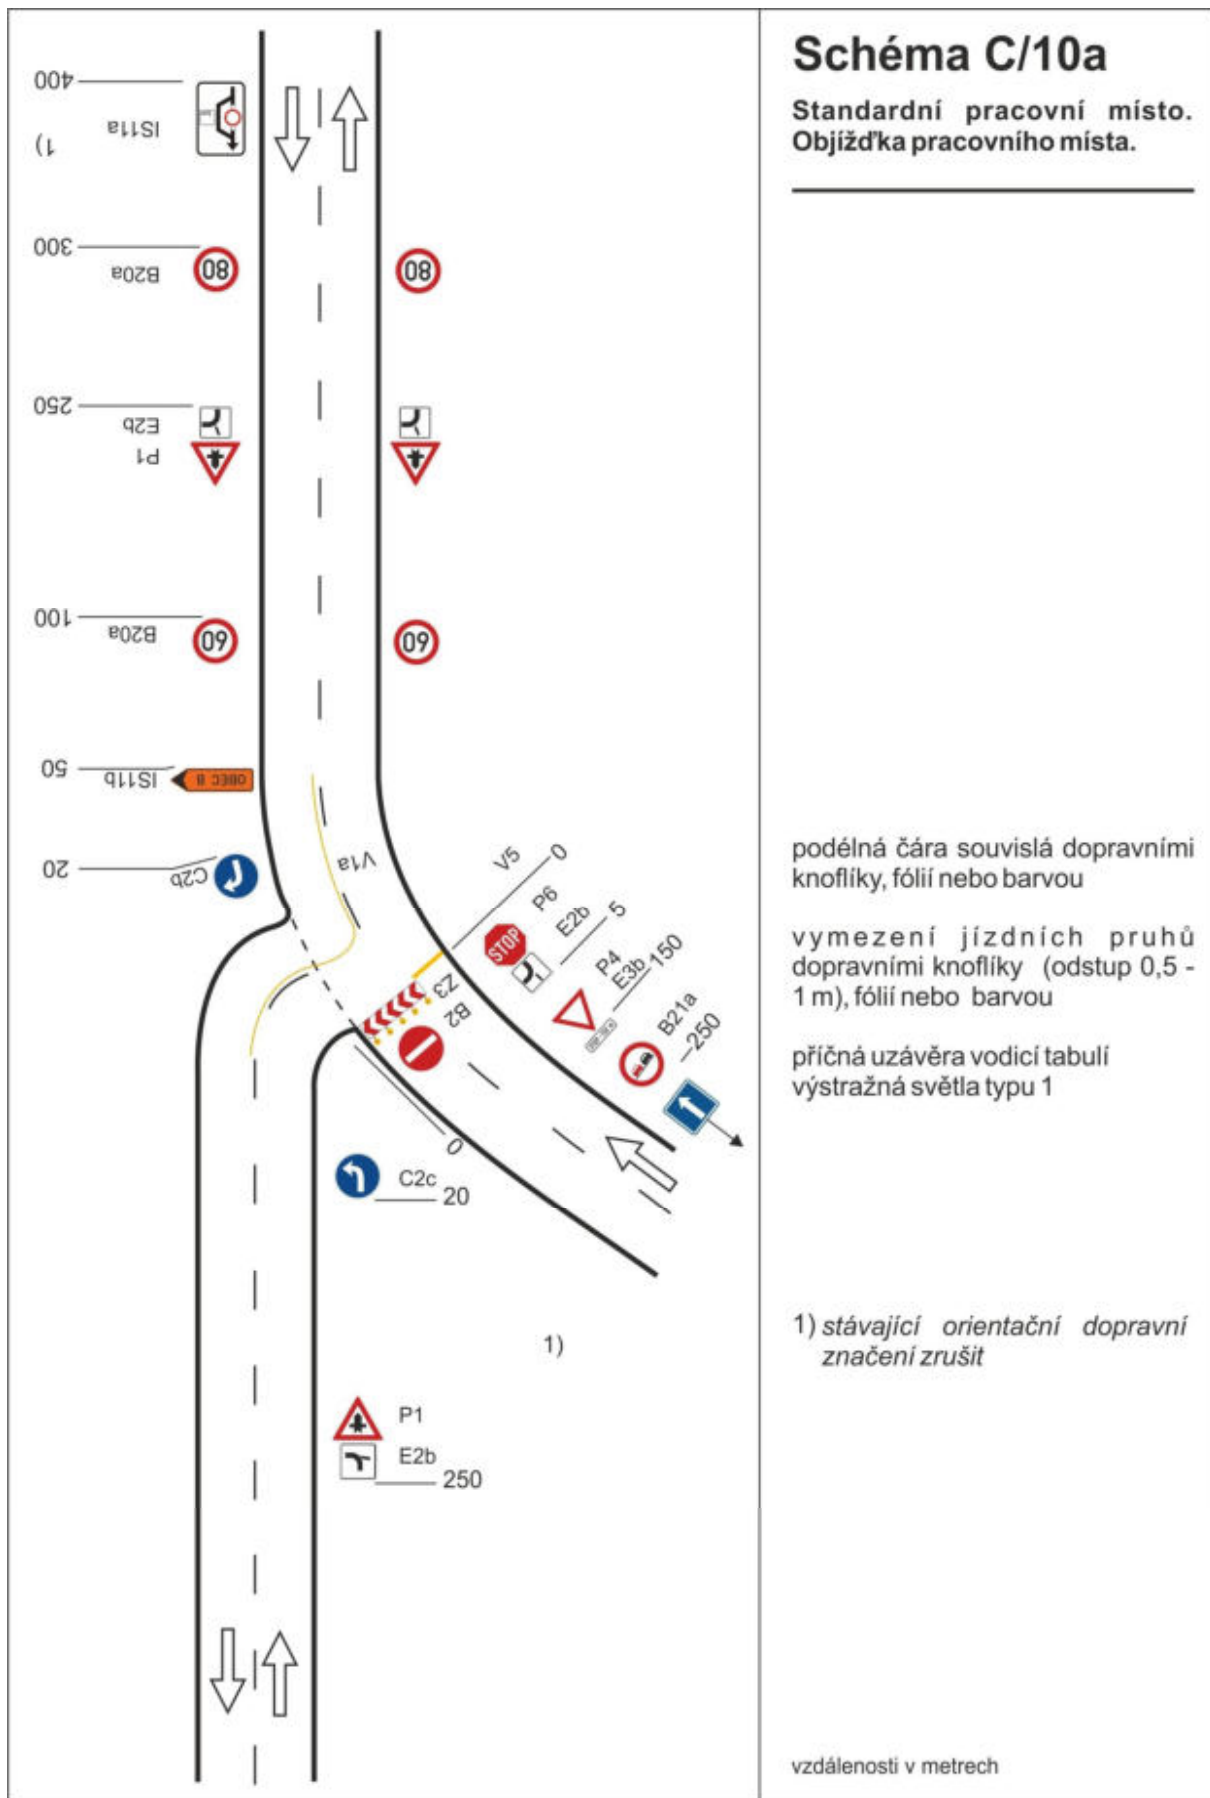 Schéma C/10a
Standardní pracovní místo.
Objížďka pracovního místa.
400
IS11a
1)
300
B20a
80
80
250
E2b
P1
100
B20a
60
60
50
IS11b
OBEC B
20
C2b
V1a
V5
0
P6
STOP
E2b
5
P4
E3b
150
B21a
250
Z3
B2
0
C2c
20
1)
P1
E2b
250
podélná čára souvislá dopravními
knoflíky, fólií nebo barvou
vymezení jízdních pruhů
dopravními knoflíky (odstup 0,5 -
1 m), fólií nebo barvou
příčná uzávěra vodicí tabulí
výstražná světla typu 1
1) stávající orientační dopravní
značení zrušit
vzdálenosti v metrech